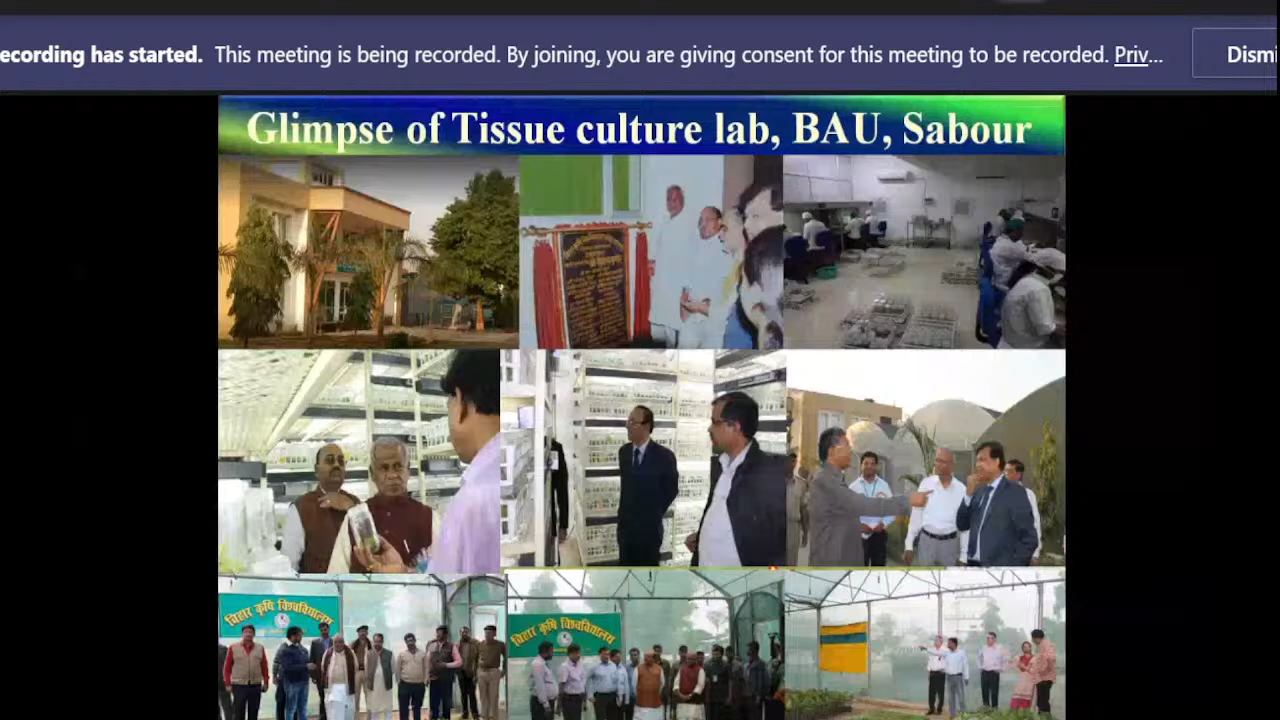 ecording has started. This meeting is being recorded. By joining, you are giving consent for this meeting to be recorded. Priv...
Dismi
Glimpse of Tissue culture lab, BAU, Sabour
बिहार कृषि विश्वविद्यालय
बिहार कृषि विश्वविद्यालय